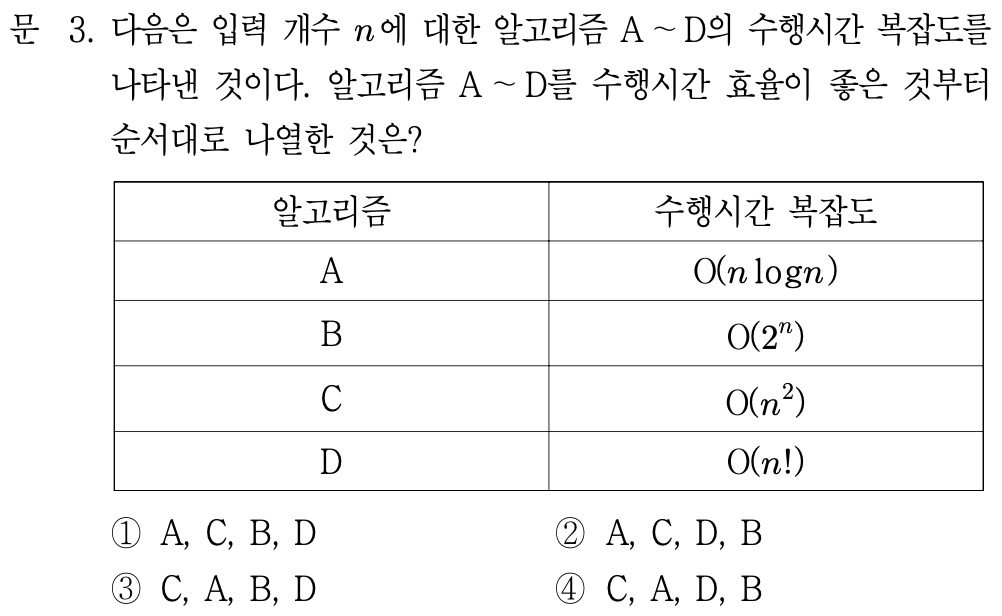 문 3. 다음은 입력 개수 n에 대한 알고리즘 A ~ D의 수행시간 복잡도를
나타낸 것이다. 알고리즘 A ~ D를 수행시간 효율이 좋은 것부터
순서대로 나열한 것은?
알고리즘 수행시간 복잡도
A O(n log n)
B O(2ⁿ)
C O(n²)
D O(n!)
① A, C, B, D ② A, C, D, B
③ C, A, B, D ④ C, A, D, B